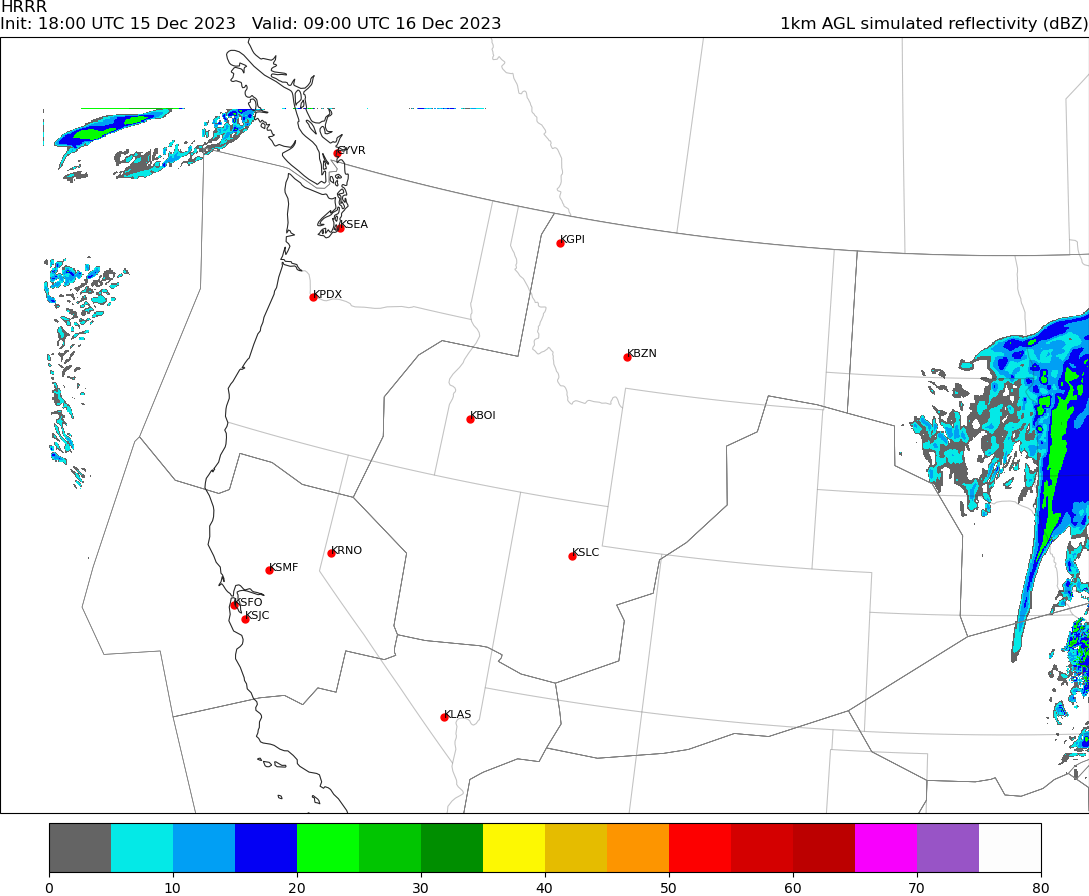 HRRR
Init: 18:00 UTC 15 Dec 2023   Valid: 09:00 UTC 16 Dec 2023   1km AGL simulated reflectivity (dBZ)
CYVR
KSEA
KGPI
KPDX
KBZN
KBOI
KRNO
KSLC
KSMF
KSFO
KSJC
KLAS
0 10 20 30 40 50 60 70 80